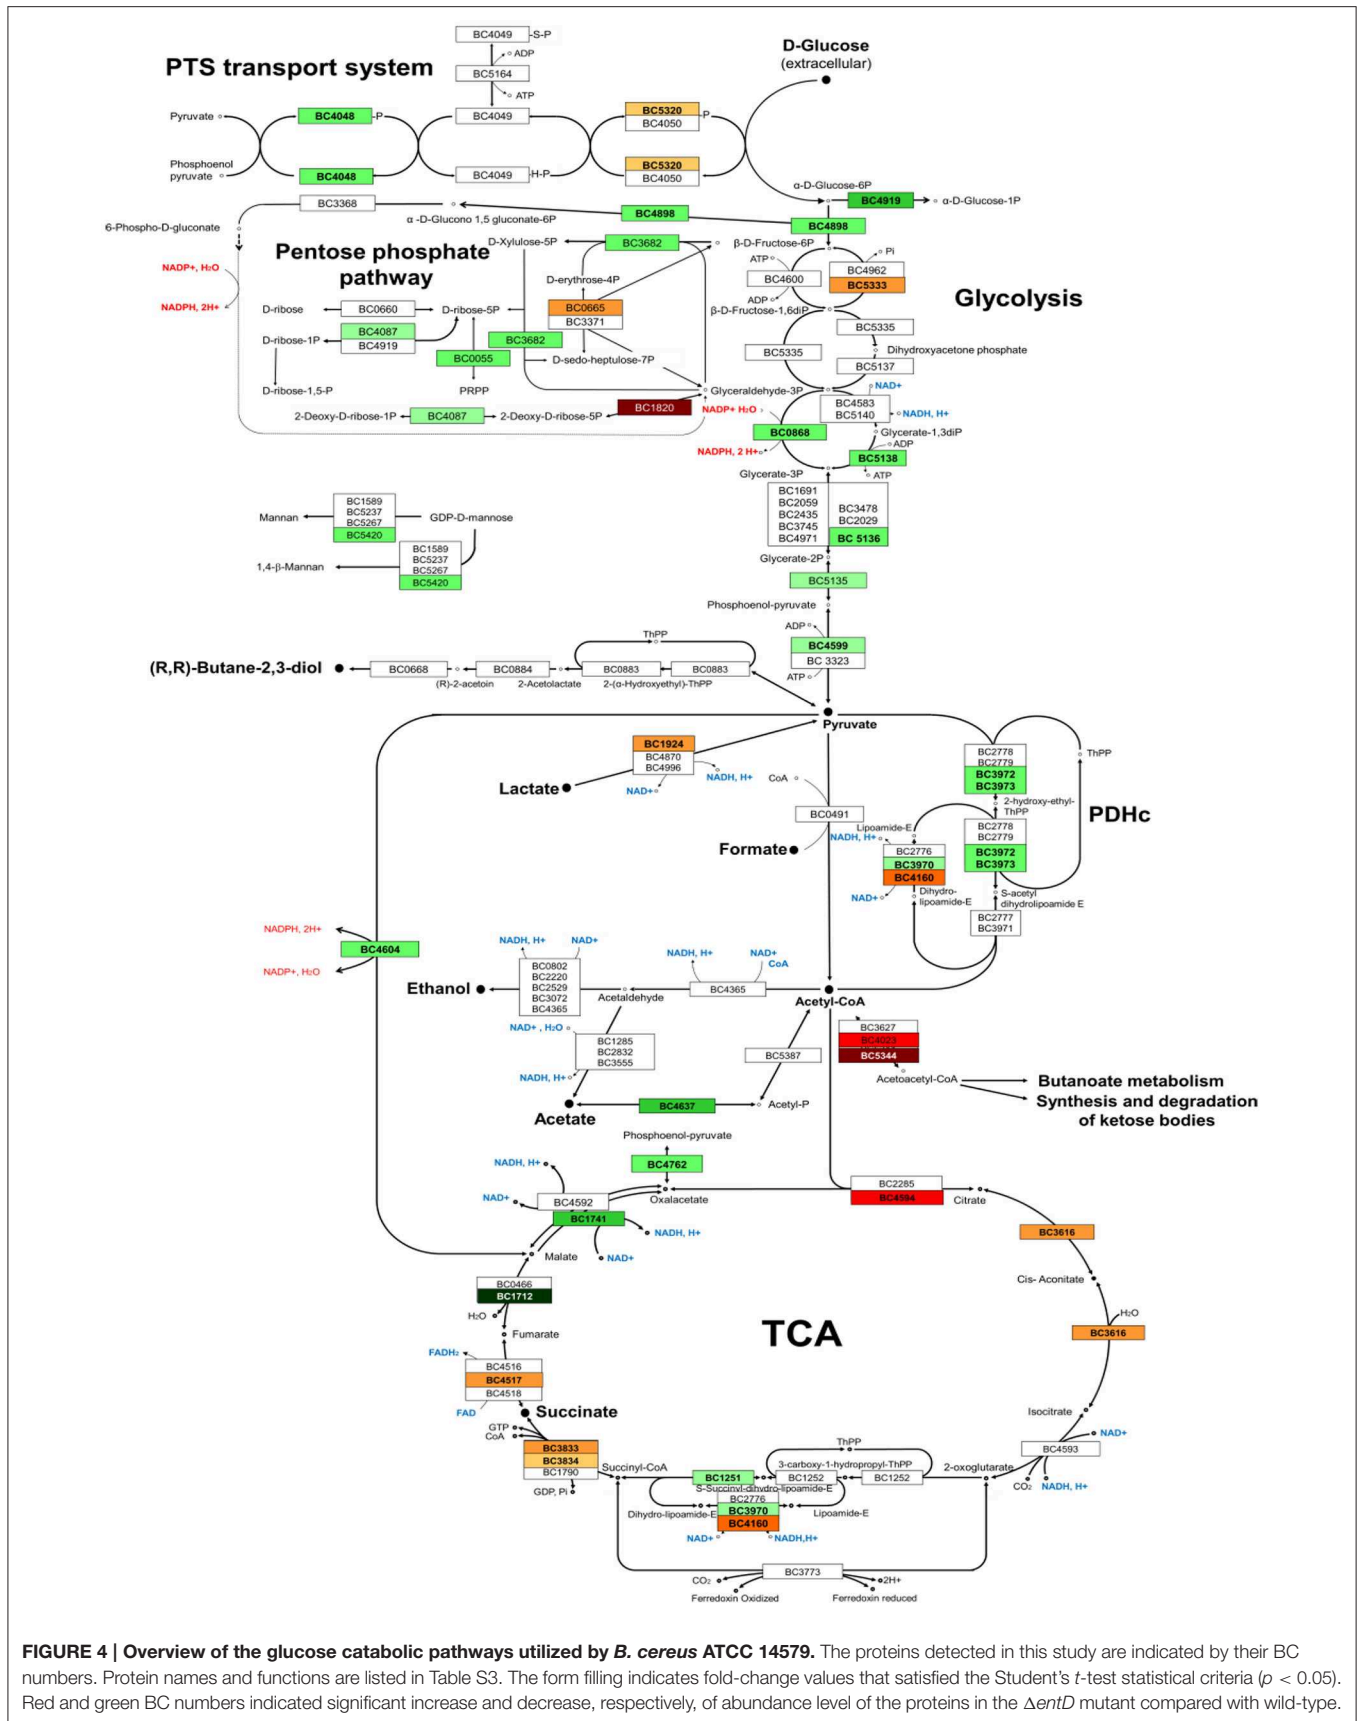 BC4049
-S-P
ADP
PTS transport system
BC5164
ATP
D-Glucose
(extracellular)
Pyruvate
BC4048
-P
BC4049
BC5320
BC4050
-P
Phosphoenol
pyruvate
BC4048
BC4049
-H-P
BC5320
BC4050
α-D-Glucose-6P
BC4919
α-D-Glucose-1P
BC3368
α -D-Glucono 1,5 gluconate-6P
BC4898
BC4898
6-Phospho-D-gluconate
Pentose phosphate
pathway
D-Xylulose-5P
BC3682
β-D-Fructose-6P
Pi
NADP+, H2O
NADPH, 2H+
D-erythrose-4P
ATP
BC4600
ADP
BC4962
BC5333
Glycolysis
β-D-Fructose-1,6diP
D-ribose
BC0660
D-ribose-5P
BC0665
BC3371
D-ribose-1P
BC4087
BC4919
BC3682
BC0055
D-sedo-heptulose-7P
BC5335
BC5335
Dihydroxyacetone phosphate
BC5137
D-ribose-1,5-P
PRPP
Glyceraldehyde-3P
NAD+
2-Deoxy-D-ribose-1P
BC4087
2-Deoxy-D-ribose-5P
BC1820
NADP+ H2O
BC4583
BC5140
NADH, H+
BC0868
Glycerate-1,3diP
ADP
NADPH, 2 H+
BC5138
ATP
Glycerate-3P
BC1691
BC2059
BC2435
BC3745
BC4971
BC3478
BC2029
BC 5136
Mannan
BC1589
BC5237
BC5267
BC5420
GDP-D-mannose
1,4-β-Mannan
BC1589
BC5237
BC5267
BC5420
Glycerate-2P
BC5135
Phosphoenol-pyruvate
ADP
BC4599
BC 3323
ATP
ThPP
(R,R)-Butane-2,3-diol
BC0668
BC0884
BC0883
BC0883
(R)-2-acetoin
2-Acetolactate
2-(α-Hydroxyethyl)-ThPP
Pyruvate
BC1924
BC4870
BC4996
NADH, H+
NAD+
Lactate
CoA
BC0491
Formate
BC2778
BC2779
BC3972
BC3973
ThPP
2-hydroxy-ethyl-
ThPP
PDHc
Lipoamide-E
NADH, H+
BC2776
BC3970
BC4160
NAD+
BC2778
BC2779
BC3972
BC3973
Dihydro-
lipoamide-E
S-acetyl
dihydrolipoamide E
BC2777
BC3971
NADPH, 2H+
BC4604
NADP+, H2O
NADH, H+
NAD+
BC0802
BC2220
BC2529
BC3072
BC4365
Ethanol
Acetaldehyde
NADH, H+
NAD+
CoA
BC4365
Acetyl-CoA
NAD+ , H2O
BC1285
BC2832
BC3555
NADH, H+
BC5387
BC3627
BC4023
BC5344
Acetoacetyl-CoA
Butanoate metabolism
Synthesis and degradation
of ketose bodies
Acetate
BC4637
Acetyl-P
Phosphoenol-pyruvate
BC4762
NADH, H+
NAD+
BC4592
BC1741
Oxalacetate
NADH, H+
NAD+
BC2285
BC4594
Citrate
Malate
BC3616
Cis- Aconitate
BC0466
BC1712
H2O
Fumarate
TCA
H2O
BC3616
FADH2
BC4516
BC4517
BC4518
FAD
Succinate
Isocitrate
NAD+
BC4593
CO2
NADH, H+
GTP
CoA
BC3833
BC3834
BC1790
GDP, Pi
Succinyl-CoA
ThPP
3-carboxy-1-hydropropyl-ThPP
BC1251
BC1252
BC1252
2-oxoglutarate
S-Succinyl-dihydro-lipoamide-E
BC2776
BC3970
BC4160
Dihydro-lipoamide-E
Lipoamide-E
NAD+
NADH,H+
BC3773
CO2
2H+
Ferredoxin Oxidized
Ferredoxin reduced
FIGURE 4 | Overview of the glucose catabolic pathways utilized by B. cereus ATCC 14579. The proteins detected in this study are indicated by their BC
numbers. Protein names and functions are listed in Table S3. The form filling indicates fold-change values that satisfied the Student's t-test statistical criteria (p < 0.05).
Red and green BC numbers indicated significant increase and decrease, respectively, of abundance level of the proteins in the ΔentD mutant compared with wild-type.